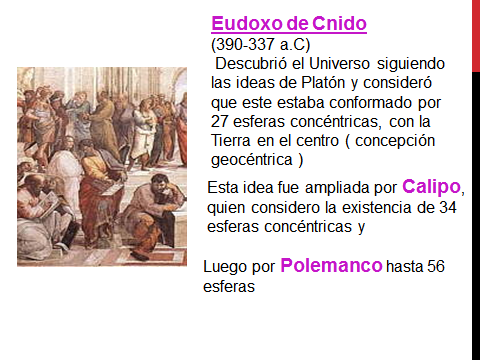 Eudoxo de Cnido
(390-337 a.C)
Descubrió el Universo siguiendo
las ideas de Platón y consideró
que este estaba conformado por
27 esferas concéntricas, con la
Tierra en el centro ( concepción
geocéntrica )
Esta idea fue ampliada por Calipo,
quien considero la existencia de 34
esferas concéntricas y
Luego por Polemanco hasta 56
esferas